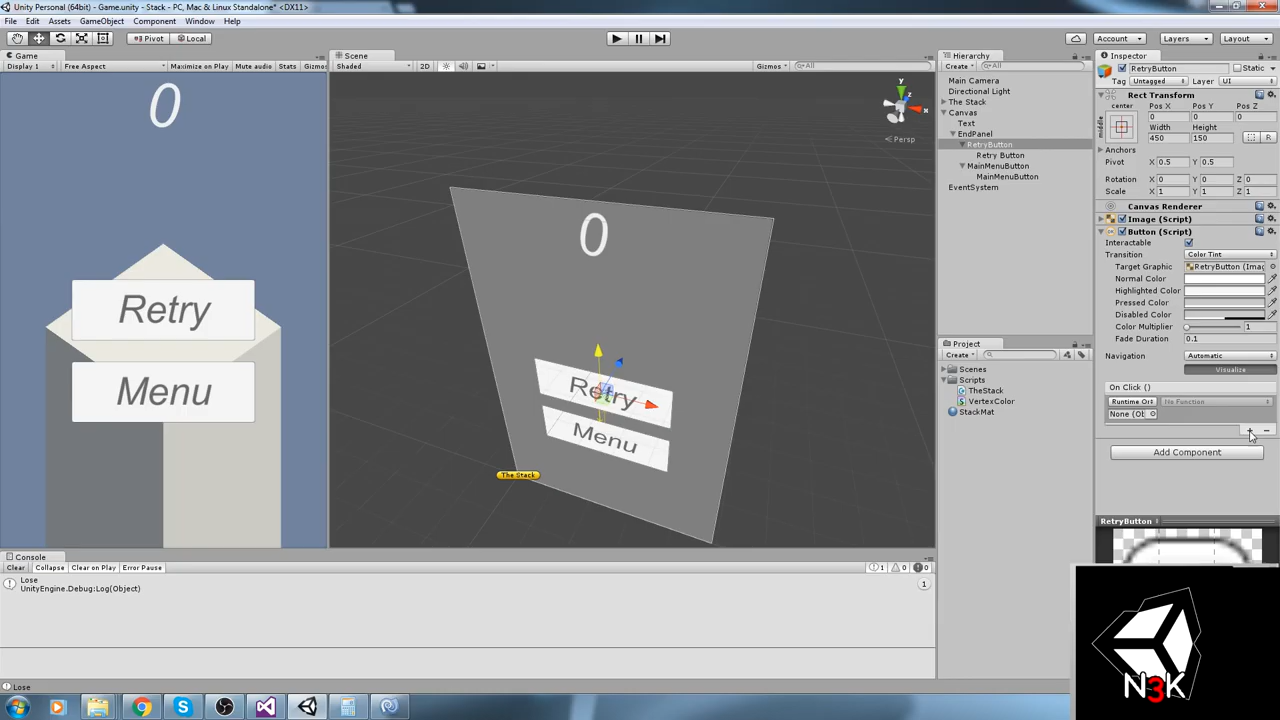 Unity Personal (64bit) - Game.unity - Stack - PC, Mac & Linux Standalone* <DX11>
File Edit Assets GameObject Component Window Help
Pivot Local Account Layers Layout
Game
Display 1 Free Aspect Maximize on Play Mute audio Stats Gizmos
0
Retry
Menu
Scene
Shaded 2D Gizmos All
y
x
z
Persp
0
Retry
Menu
The Stack
Hierarchy
Create All
Main Camera
Directional Light
The Stack
Canvas
Text
EndPanel
RetryButton
Retry Button
MainMenuButton
MainMenuButton
EventSystem
Project
Create
Scenes
Scripts
TheStack
VertexColor
StackMat
Inspector
RetryButton Static
Tag Untagged Layer UI
Rect Transform
center Pos X Pos Y Pos Z
0 0 0
middle Width Height
450 150 R
Anchors
Pivot X 0.5 Y 0.5
Rotation X 0 Y 0 Z 0
Scale X 1 Y 1 Z 1
Canvas Renderer
Image (Script)
Button (Script)
Interactable
Transition Color Tint
Target Graphic RetryButton (Imag
Normal Color
Highlighted Color
Pressed Color
Disabled Color
Color Multiplier 1
Fade Duration 0.1
Navigation Automatic
Visualize
On Click ()
Runtime On No Function
None (Ob
+ -
Add Component
RetryButton
Console
Clear Collapse Clear on Play Error Pause 1 0 0
Lose
UnityEngine.Debug:Log(Object)
1
Lose
N3K